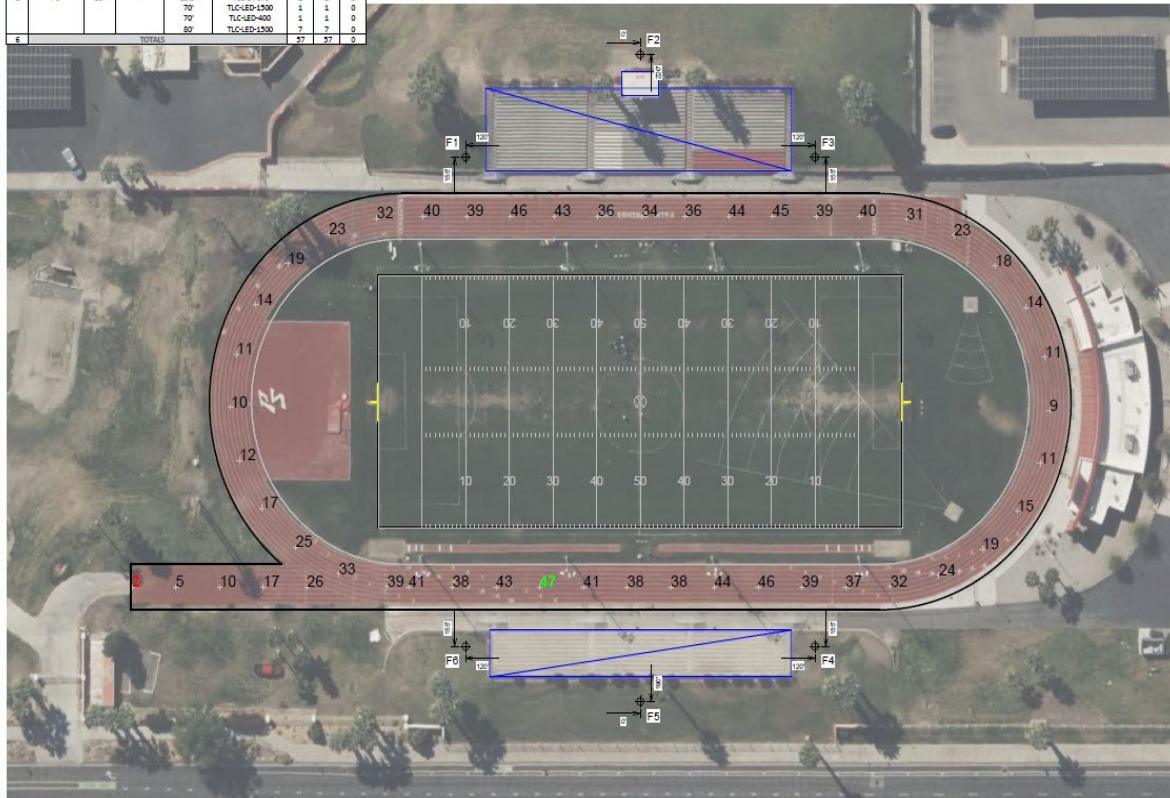 70' TLC-LED-1500 1 1 0
70' TLC-LED-400 1 1 0
80' TLC-LED-1500 7 7 0
6 TOTALS 57 57 0
0' F2
F1 120' 120' F3
32 40 39 46 43 36 34 36 44 45 39 40 31
23 23
19 18
14 14
10 20 30 40 50 40 30 20 10
11 11
10 PS 9
12 11
10 20 30 40 50 40 30 20 10
17 15
25 19
33 24
2 5 10 17 26 39 41 38 43 47 41 38 38 44 46 39 37 32
F6 120' 120' F4
0' F5